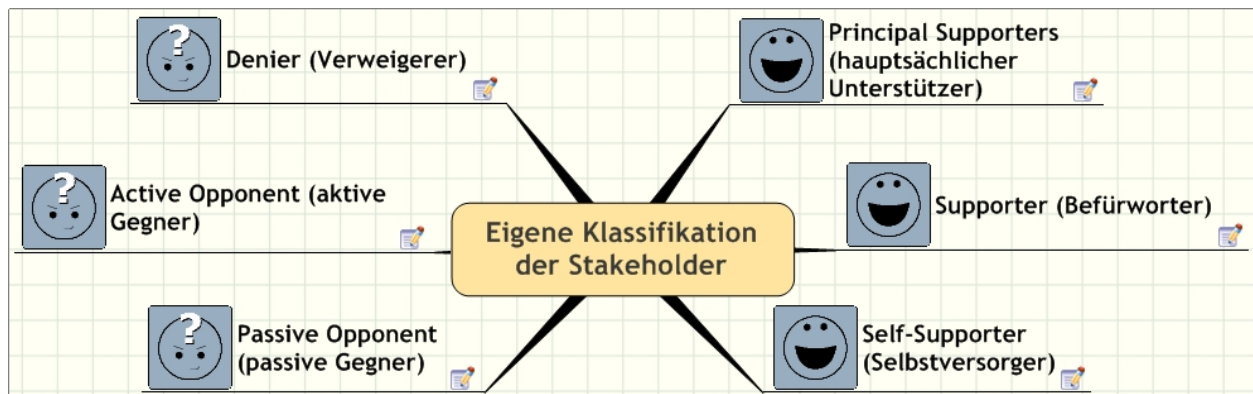 ?
Denier (Verweigerer)
Principal Supporters
(hauptsächlicher
Unterstützer)
?
Active Opponent (aktive
Gegner)
Eigene Klassifikation
der Stakeholder
Supporter (Befürworter)
?
Passive Opponent
(passive Gegner)
Self-Supporter
(Selbstversorger)